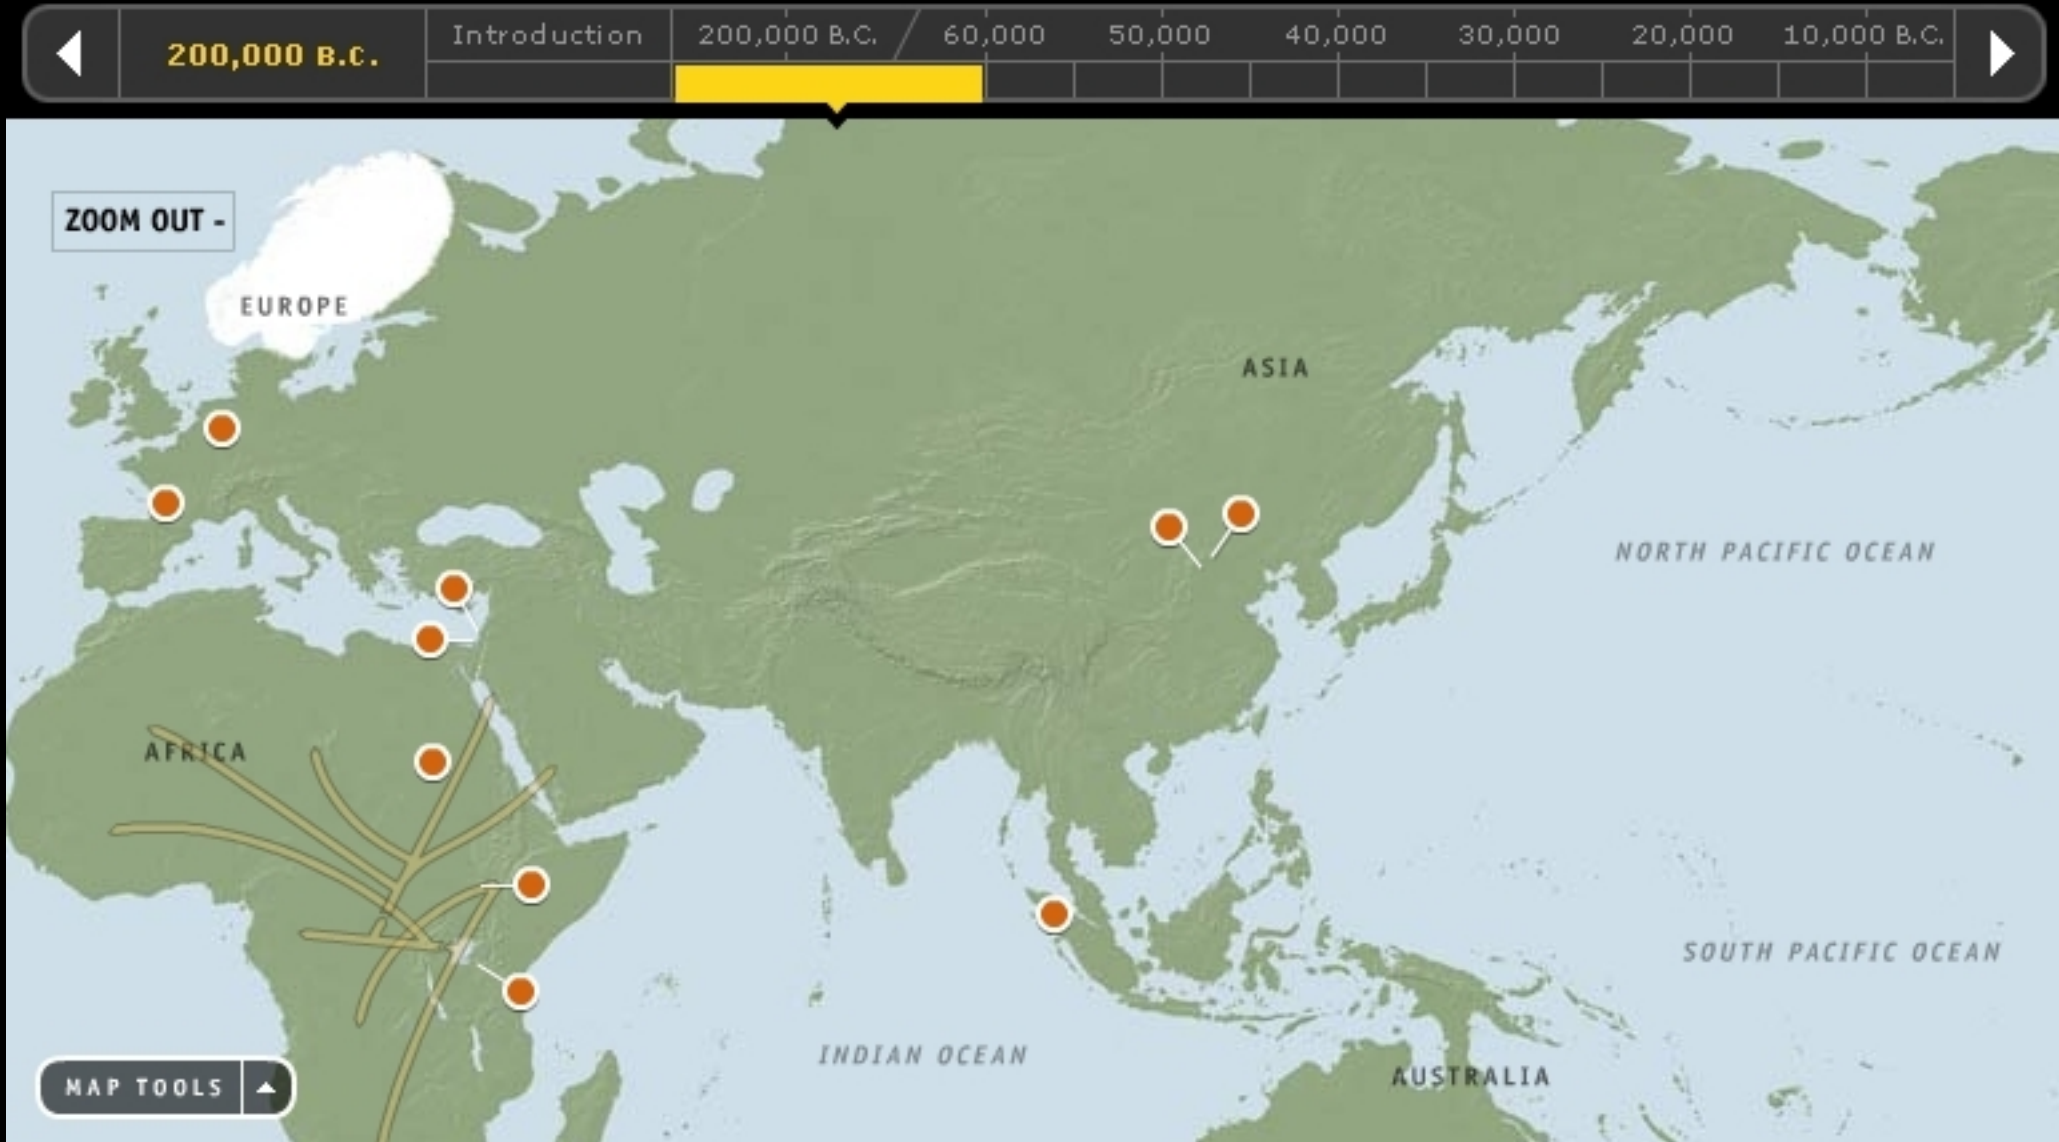 200,000 B.C.
Introduction
200,000 B.C.
60,000
50,000
40,000
30,000
20,000
10,000 B.C.
ZOOM OUT -
EUROPE
ASIA
NORTH PACIFIC OCEAN
AFRICA
SOUTH PACIFIC OCEAN
INDIAN OCEAN
AUSTRALIA
MAP TOOLS